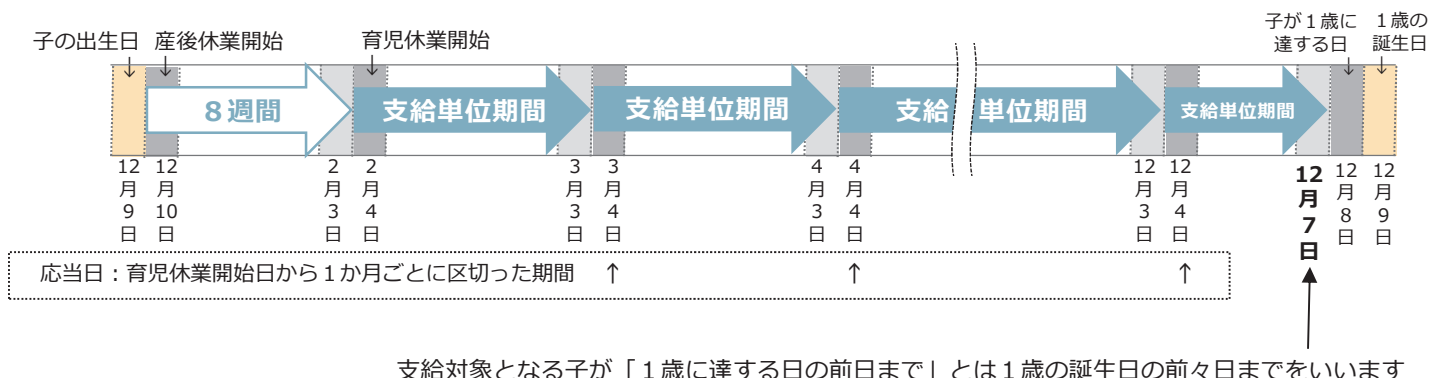 子の出生日 産後休業開始 育児休業開始 子が１歳に達する日 １歳の誕生日
８週間 支給単位期間 支給単位期間 支給単位期間 支給単位期間
12月9日 12月10日 2月3日 2月4日 3月3日 3月4日 4月3日 4月4日 12月3日 12月4日 12月7日 12月8日 12月9日
応当日：育児休業開始日から１か月ごとに区切った期間 ↑ ↑ ↑
支給対象となる子が「１歳に達する日の前日まで」とは１歳の誕生日の前々日までをいいます